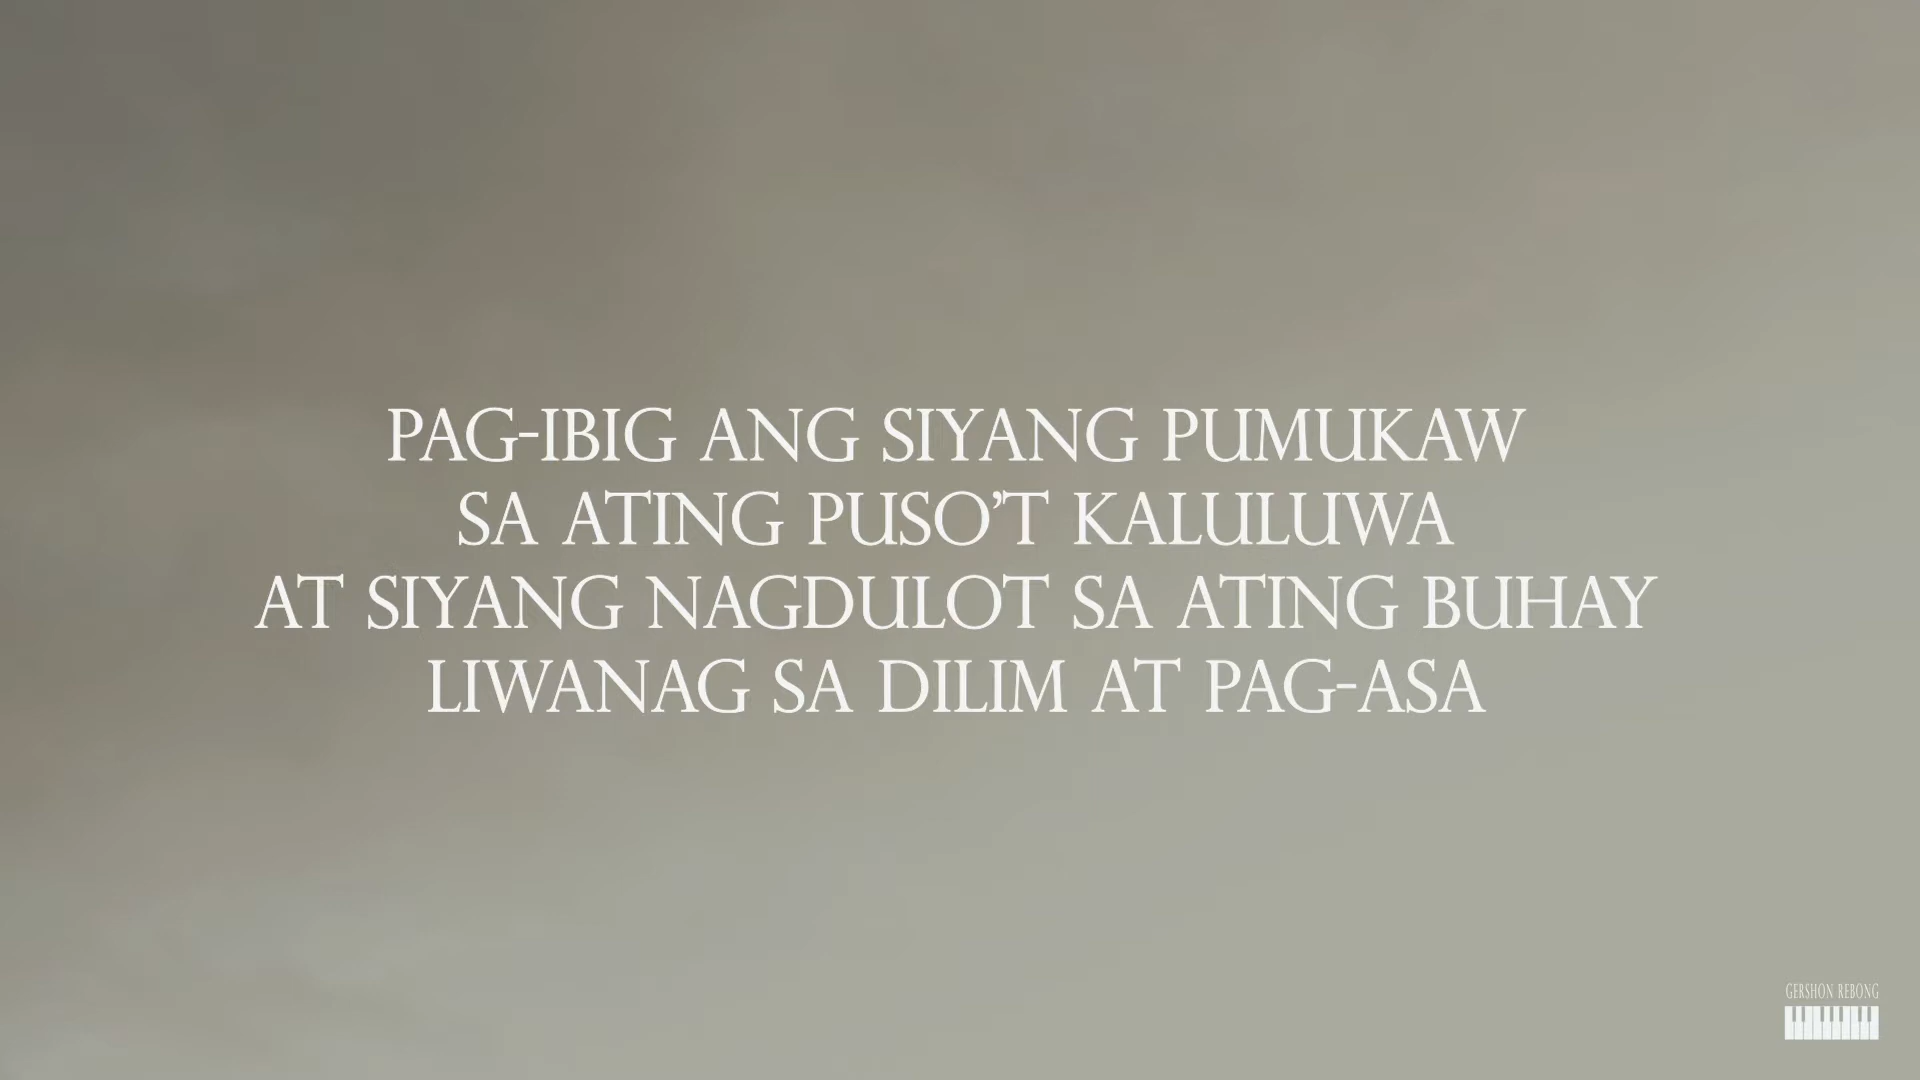 PAG-IBIG ANG SIYANG PUMUKAW
SA ATING PUSO'T KALULUWA
AT SIYANG NAGDULOT SA ATING BUHAY
LIWANAG SA DILIM AT PAG-ASA
GERSHON REBONG